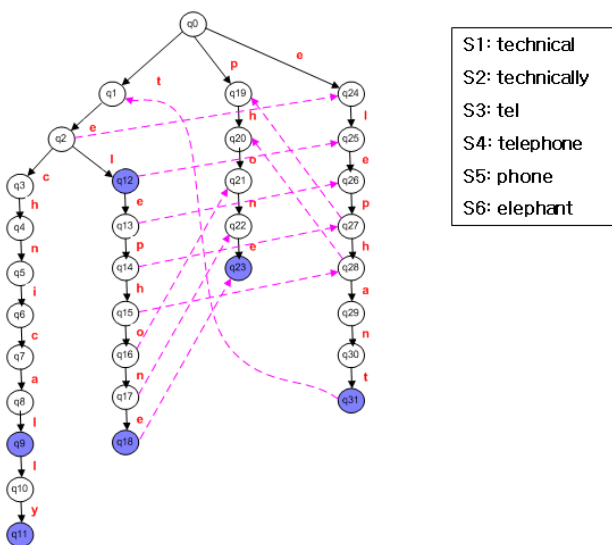 q0
t
p
e
q1
q19
q24
e
h
l
q2
q20
q25
c
l
o
e
q3
q12
q21
q26
h
e
n
p
q4
q13
q22
q27
n
p
e
h
q5
q14
q23
q28
i
h
a
q6
q15
q29
c
o
n
q7
q16
q30
a
n
t
q8
q17
q31
l
e
q9
q18
l
q10
y
q11
S1: technical
S2: technically
S3: tel
S4: telephone
S5: phone
S6: elephant